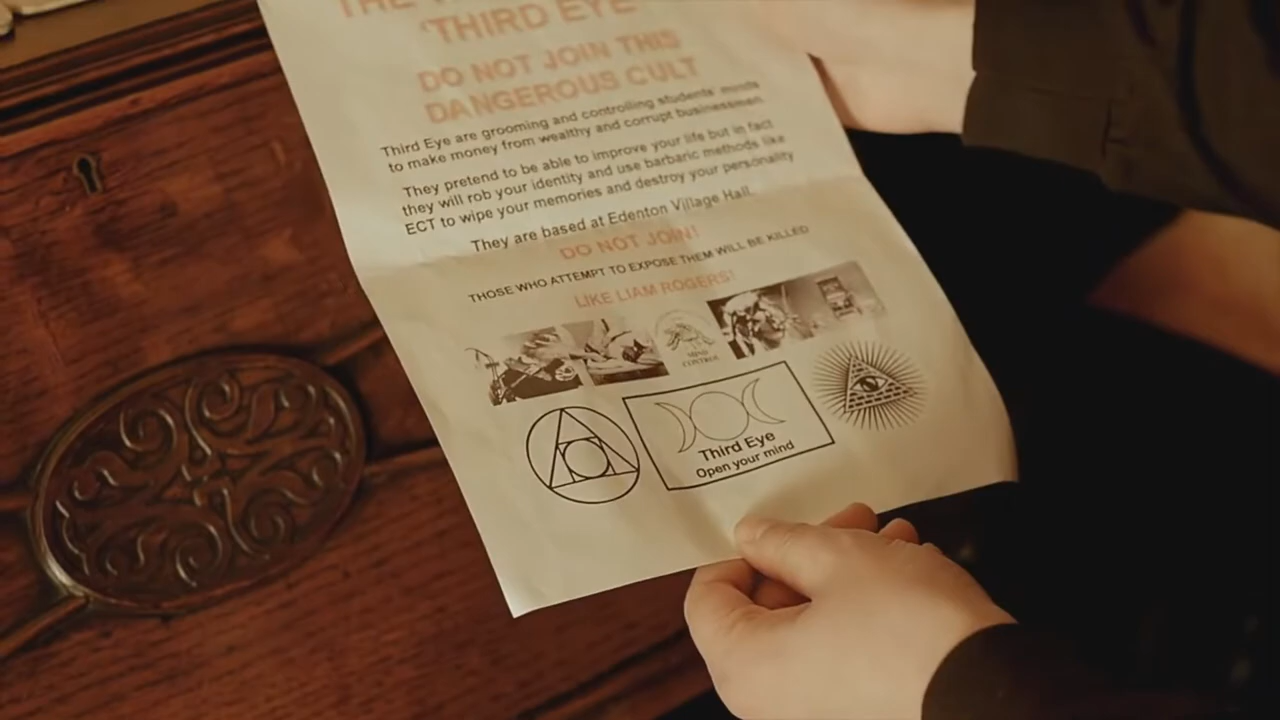 THE
'THIRD EYE'
DO NOT JOIN THIS
DANGEROUS CULT
Third Eye are grooming and controlling students' minds
to make money from wealthy and corrupt businessmen.
They pretend to be able to improve your life but in fact
they will rob your identity and use barbaric methods like
ECT to wipe your memories and destroy your personality
They are based at Edenton Village Hall.
DO NOT JOIN!
THOSE WHO ATTEMPT TO EXPOSE THEM WILL BE KILLED
LIKE LIAM ROGERS!
MIND
CONTROL
Third Eye
Open your mind